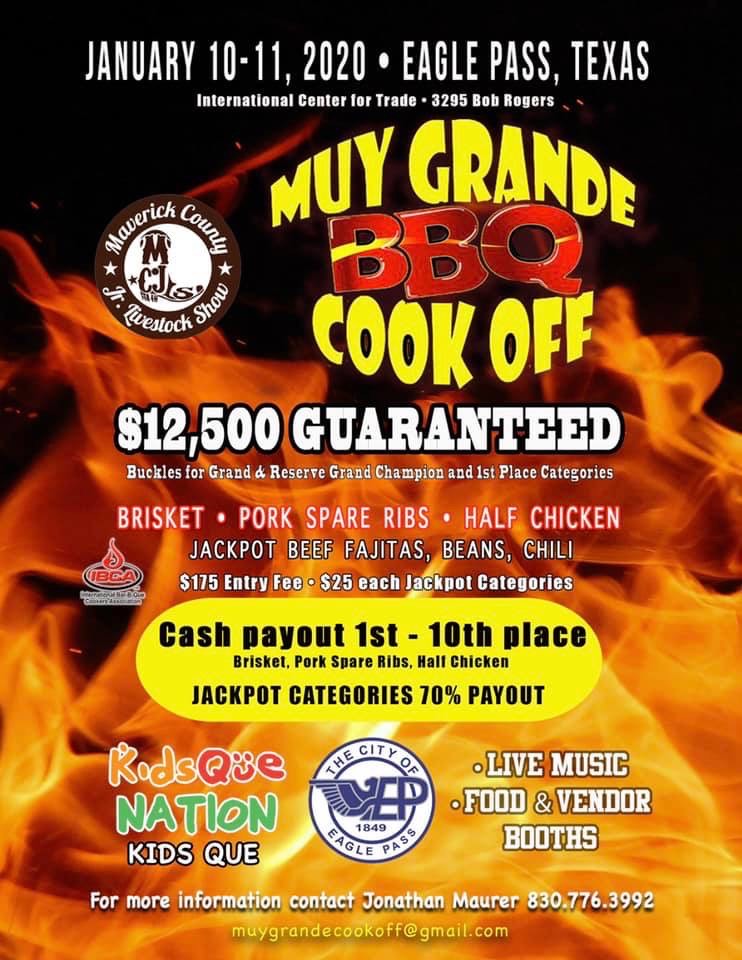 JANUARY 10-11, 2020 • EAGLE PASS, TEXAS
International Center for Trade • 3295 Bob Rogers
MUY GRANDE
BBQ
COOK OFF
Maverick County
MCJLS
Jr. Livestock Show
$12,500 GUARANTEED
Buckles for Grand & Reserve Grand Champion and 1st Place Categories
BRISKET • PORK SPARE RIBS • HALF CHICKEN
JACKPOT BEEF FAJITAS, BEANS, CHILI
IBCA
International Bar-B-Que
Cookers Association
$175 Entry Fee • $25 each Jackpot Categories
Cash payout 1st - 10th place
Brisket, Pork Spare Ribs, Half Chicken
JACKPOT CATEGORIES 70% PAYOUT
KidsQue
NATION
KIDS QUE
THE CITY OF
EP
1849
EAGLE PASS
• LIVE MUSIC
• FOOD & VENDOR
BOOTHS
For more information contact Jonathan Maurer 830.776.3992
muygrandecookoff@gmail.com